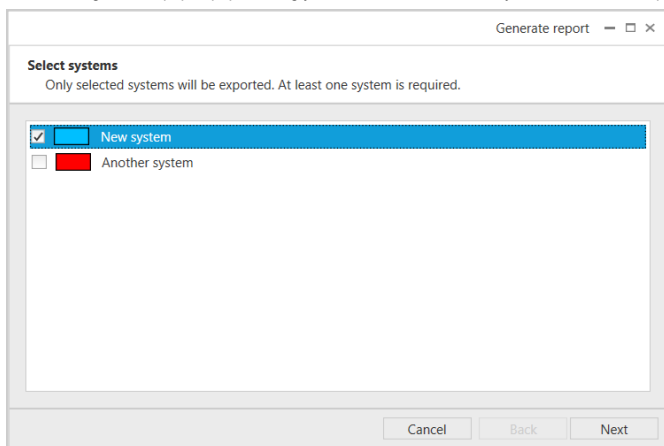 Generate report
Select systems
Only selected systems will be exported. At least one system is required.
New system
Another system
Cancel Back Next